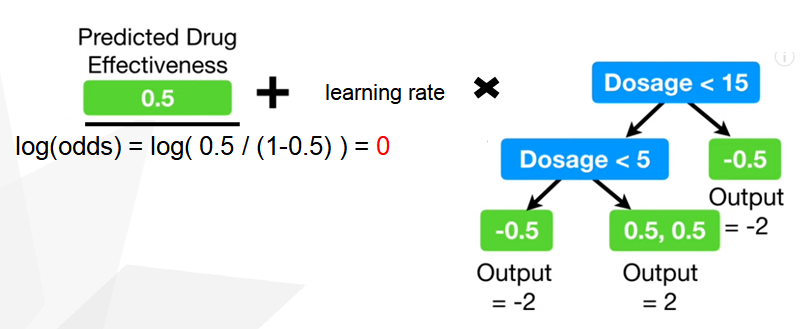 Predicted Drug
Effectiveness
0.5
+ learning rate ×
log(odds) = log( 0.5 / (1-0.5) ) = 0
Dosage < 15
Dosage < 5
-0.5
Output
= -2
-0.5
Output
= -2
0.5, 0.5
Output
= 2